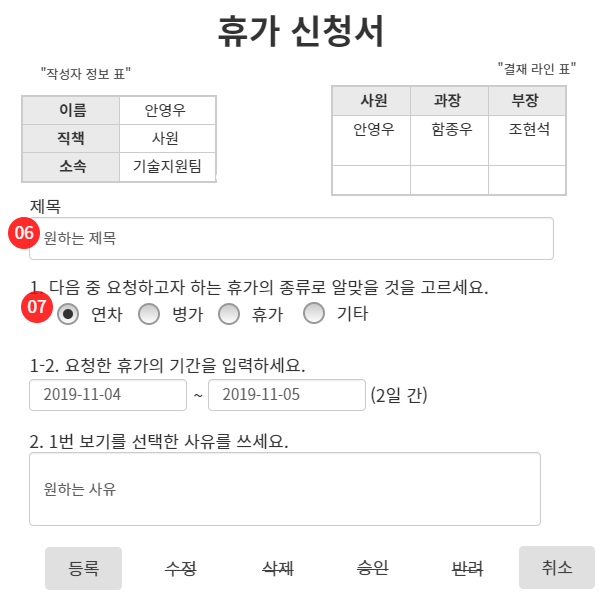 휴가 신청서
"작성자 정보 표"
"결재 라인 표"
이름 안영우
직책 사원
소속 기술지원팀
사원 과장 부장
안영우 함종우 조현석
제목
06
원하는 제목
1. 다음 중 요청하고자 하는 휴가의 종류로 알맞을 것을 고르세요.
07
연차 병가 휴가 기타
1-2. 요청한 휴가의 기간을 입력하세요.
2019-11-04 ~ 2019-11-05 (2일 간)
2. 1번 보기를 선택한 사유를 쓰세요.
원하는 사유
등록 수정 삭제 승인 반려 취소